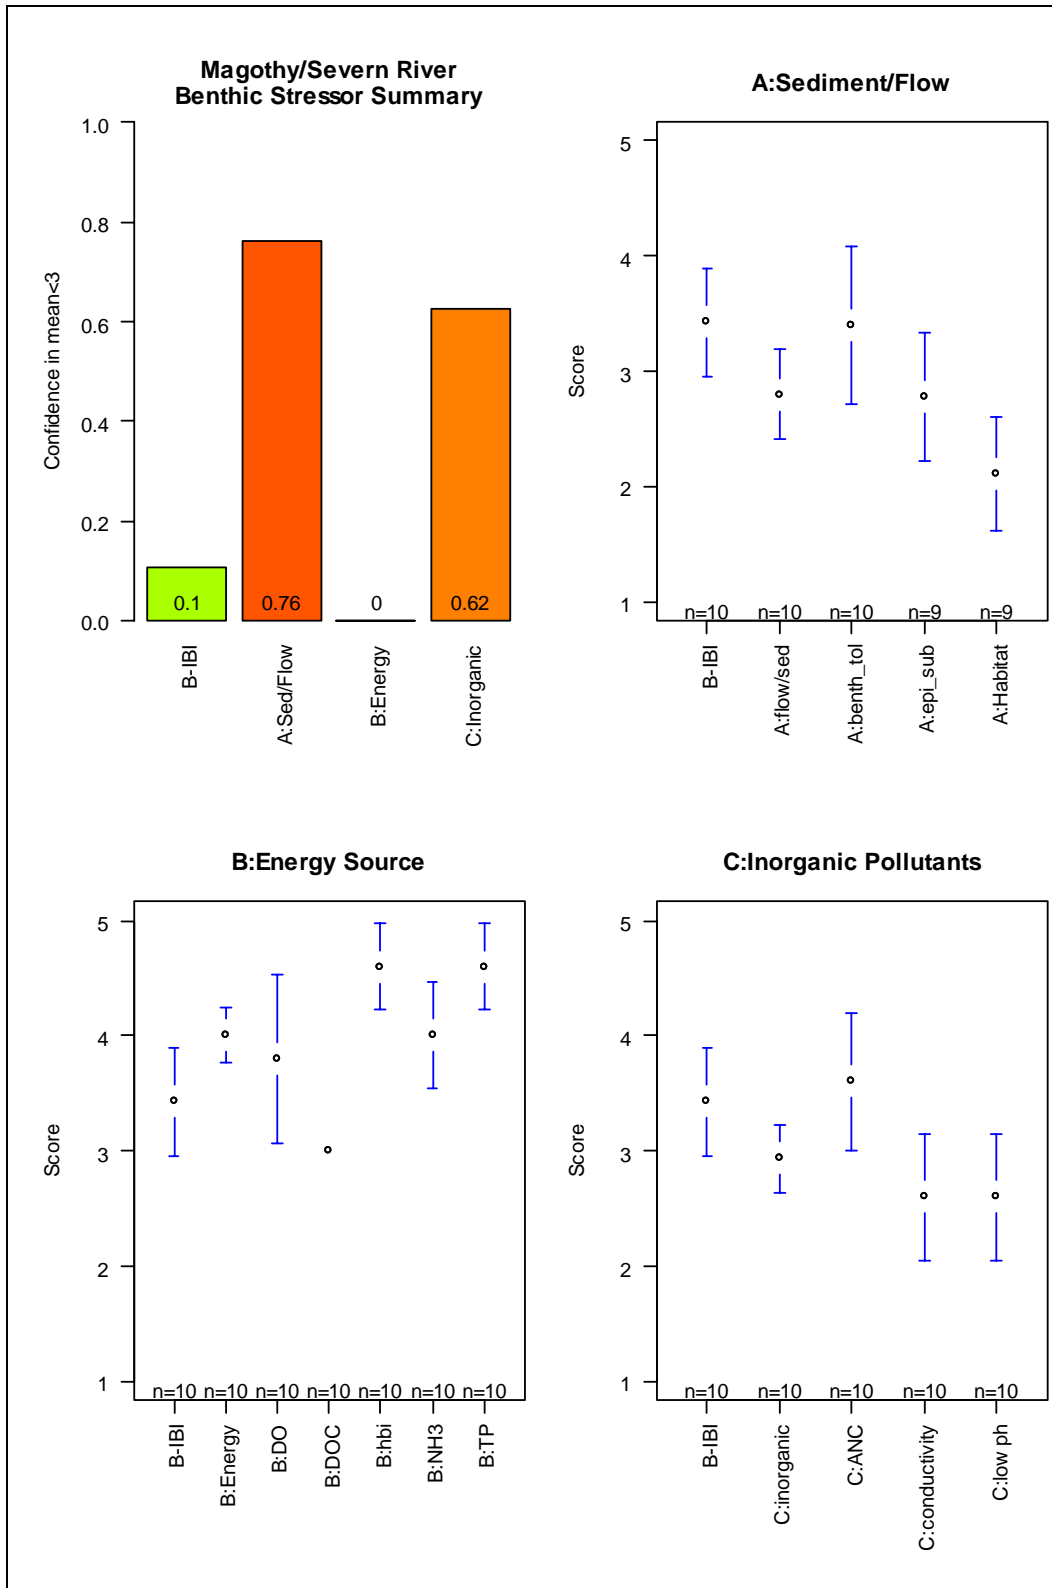 Magothy/Severn River
Benthic Stressor Summary
Confidence in mean<3
1.0
0.8
0.6
0.4
0.2
0.0
0.1
0.76
0
0.62
B-IBI
A:Sed/Flow
B:Energy
C:Inorganic
A:Sediment/Flow
Score
5
4
3
2
1
n=10
n=10
n=10
n=9
n=9
B-IBI
A:flow/sed
A:benth_tol
A:epi_sub
A:Habitat
B:Energy Source
Score
5
4
3
2
1
n=10
n=10
n=10
n=10
n=10
n=10
n=10
B-IBI
B:Energy
B:DO
B:DOC
B:hbi
B:NH3
B:TP
C:Inorganic Pollutants
Score
5
4
3
2
1
n=10
n=10
n=10
n=10
n=10
B-IBI
C:inorganic
C:ANC
C:conductivity
C:low ph